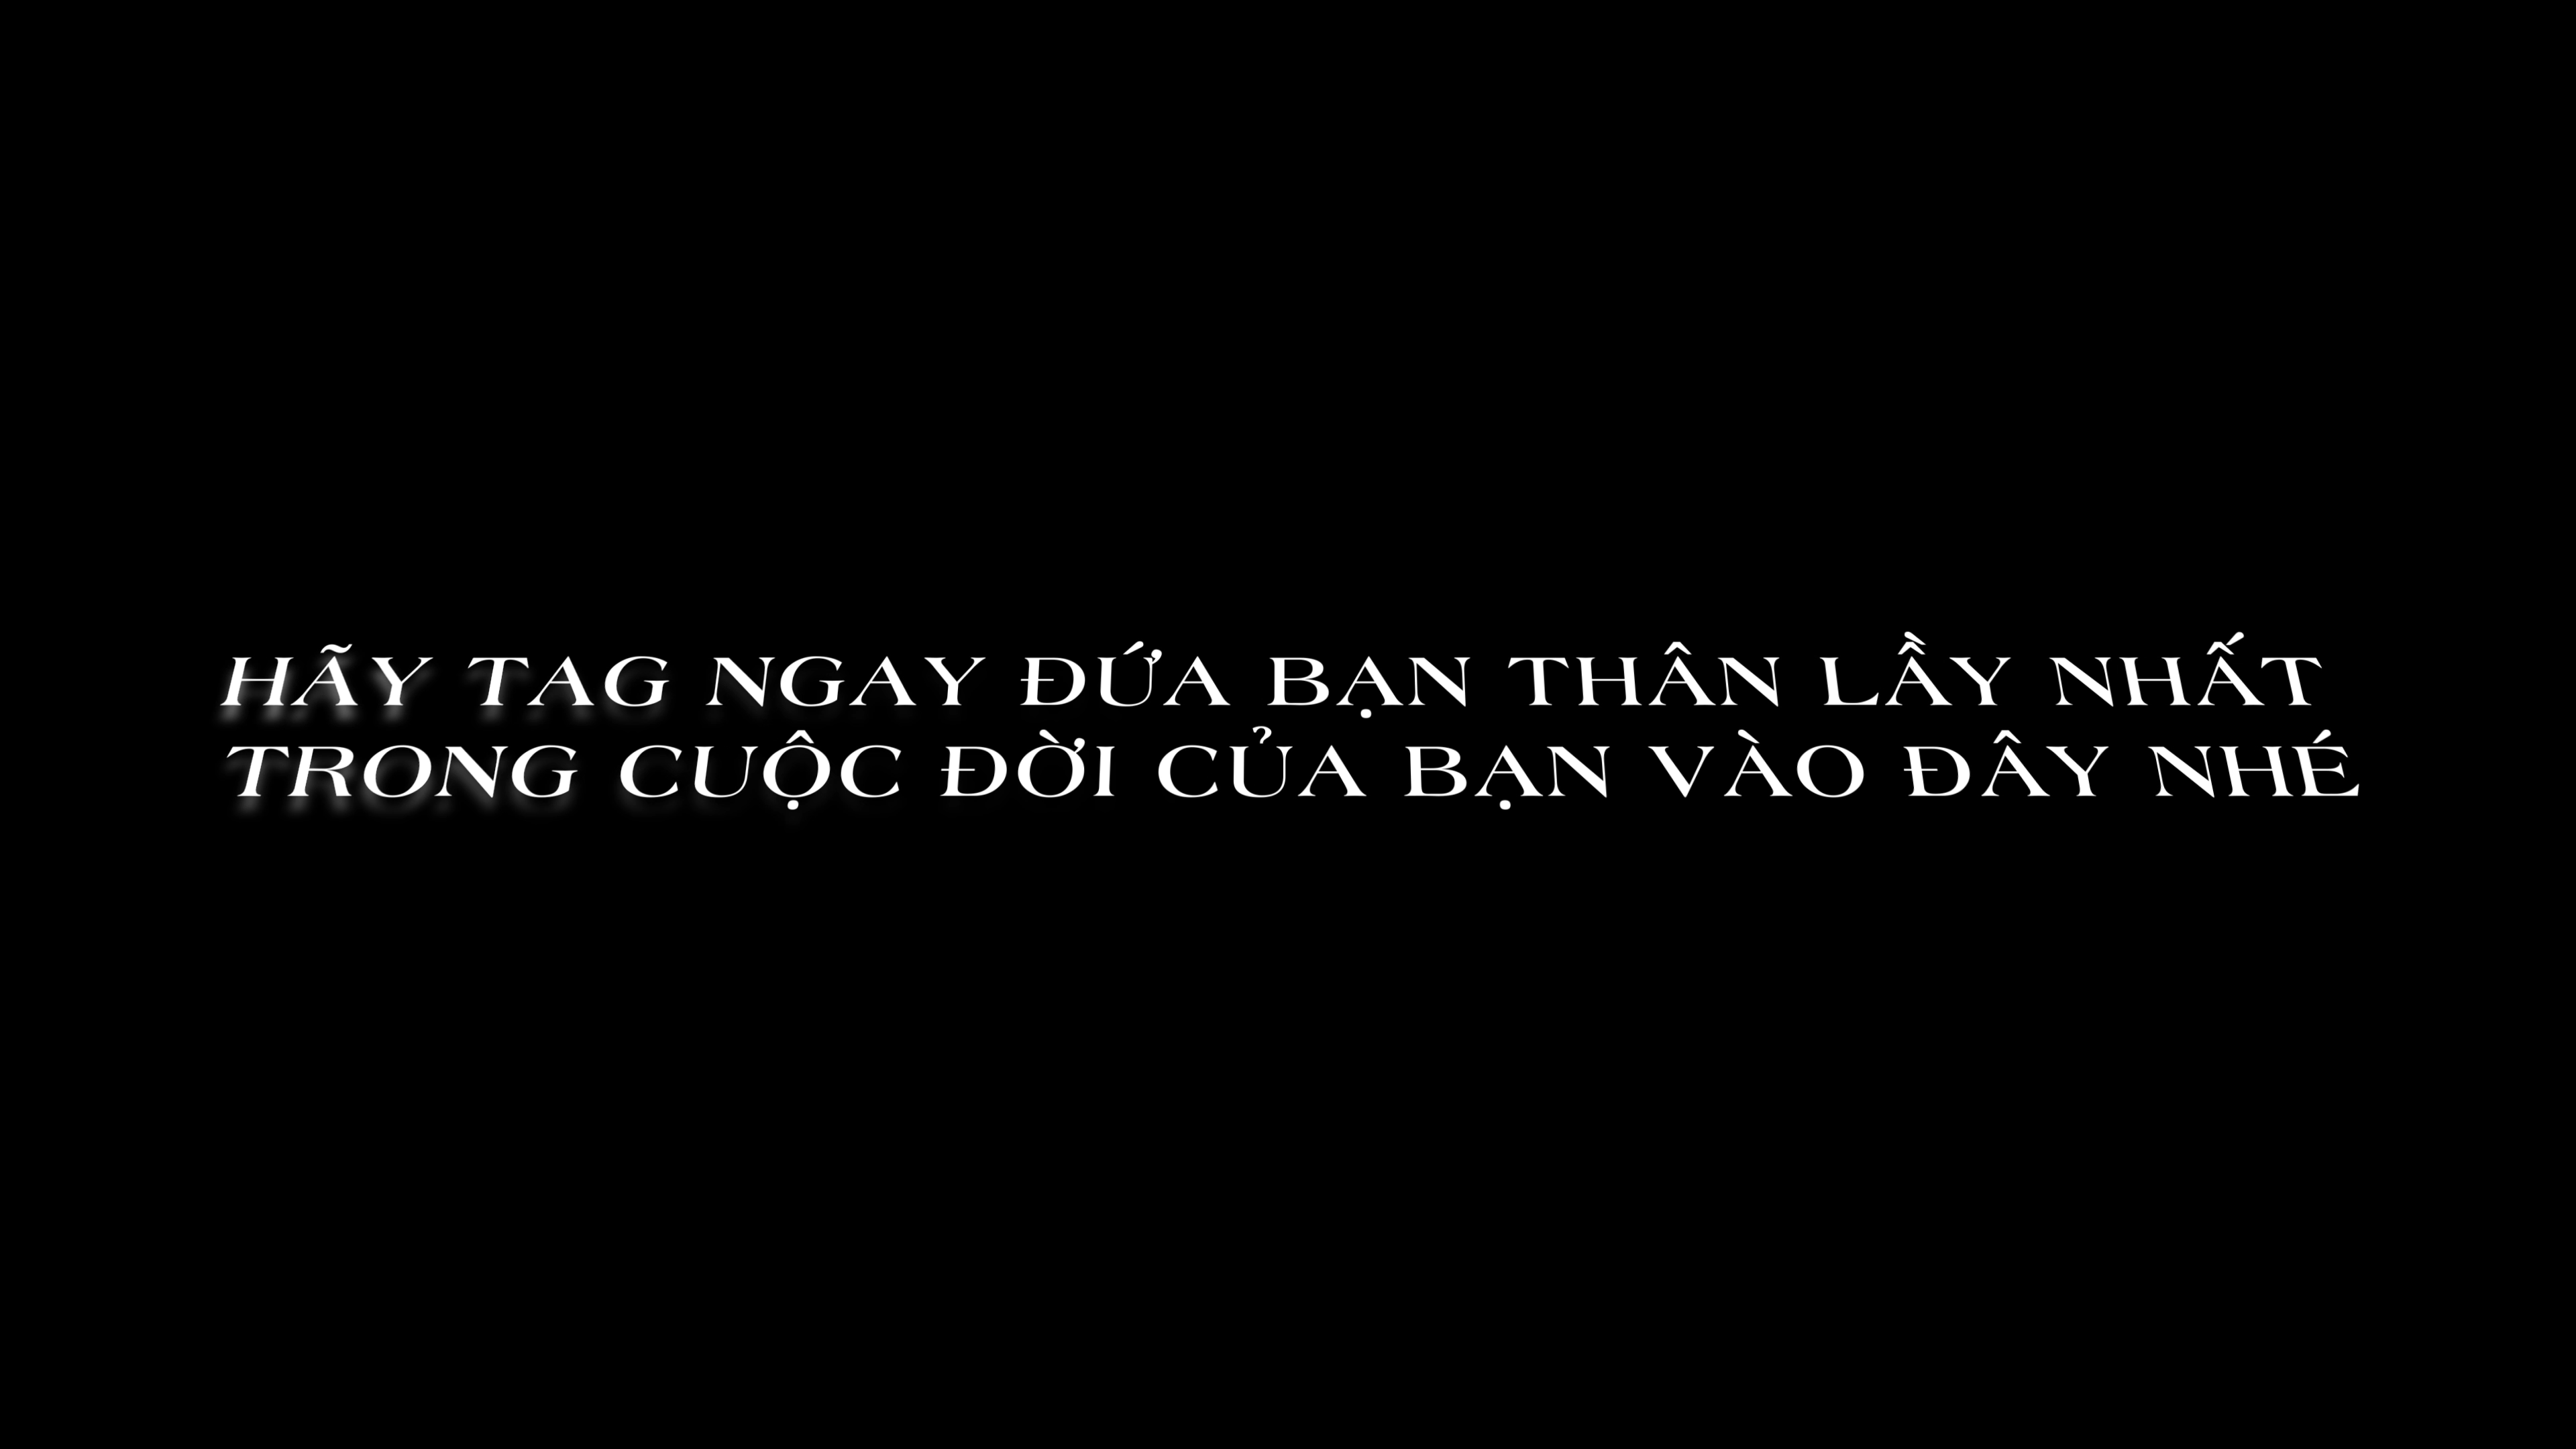 HÃY TAG NGAY ĐỨA BẠN THÂN LẦY NHẤT
TRONG CUỘC ĐỜI CỦA BẠN VÀO ĐÂY NHÉ